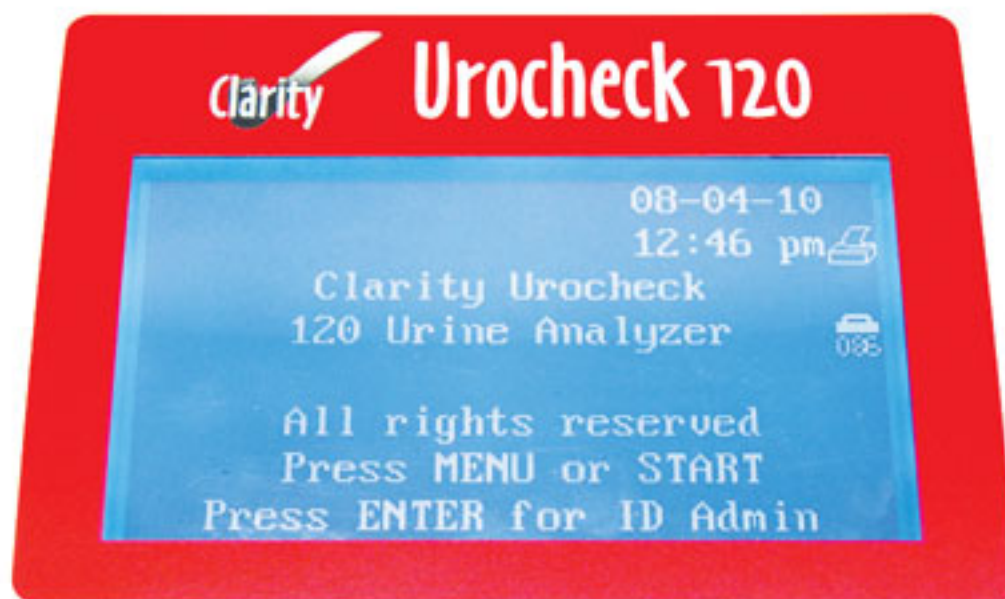 Clarity Urocheck 120
08-04-10
12:46 pm
Clarity Urocheck
120 Urine Analyzer
All rights reserved
Press MENU or START
Press ENTER for ID Admin